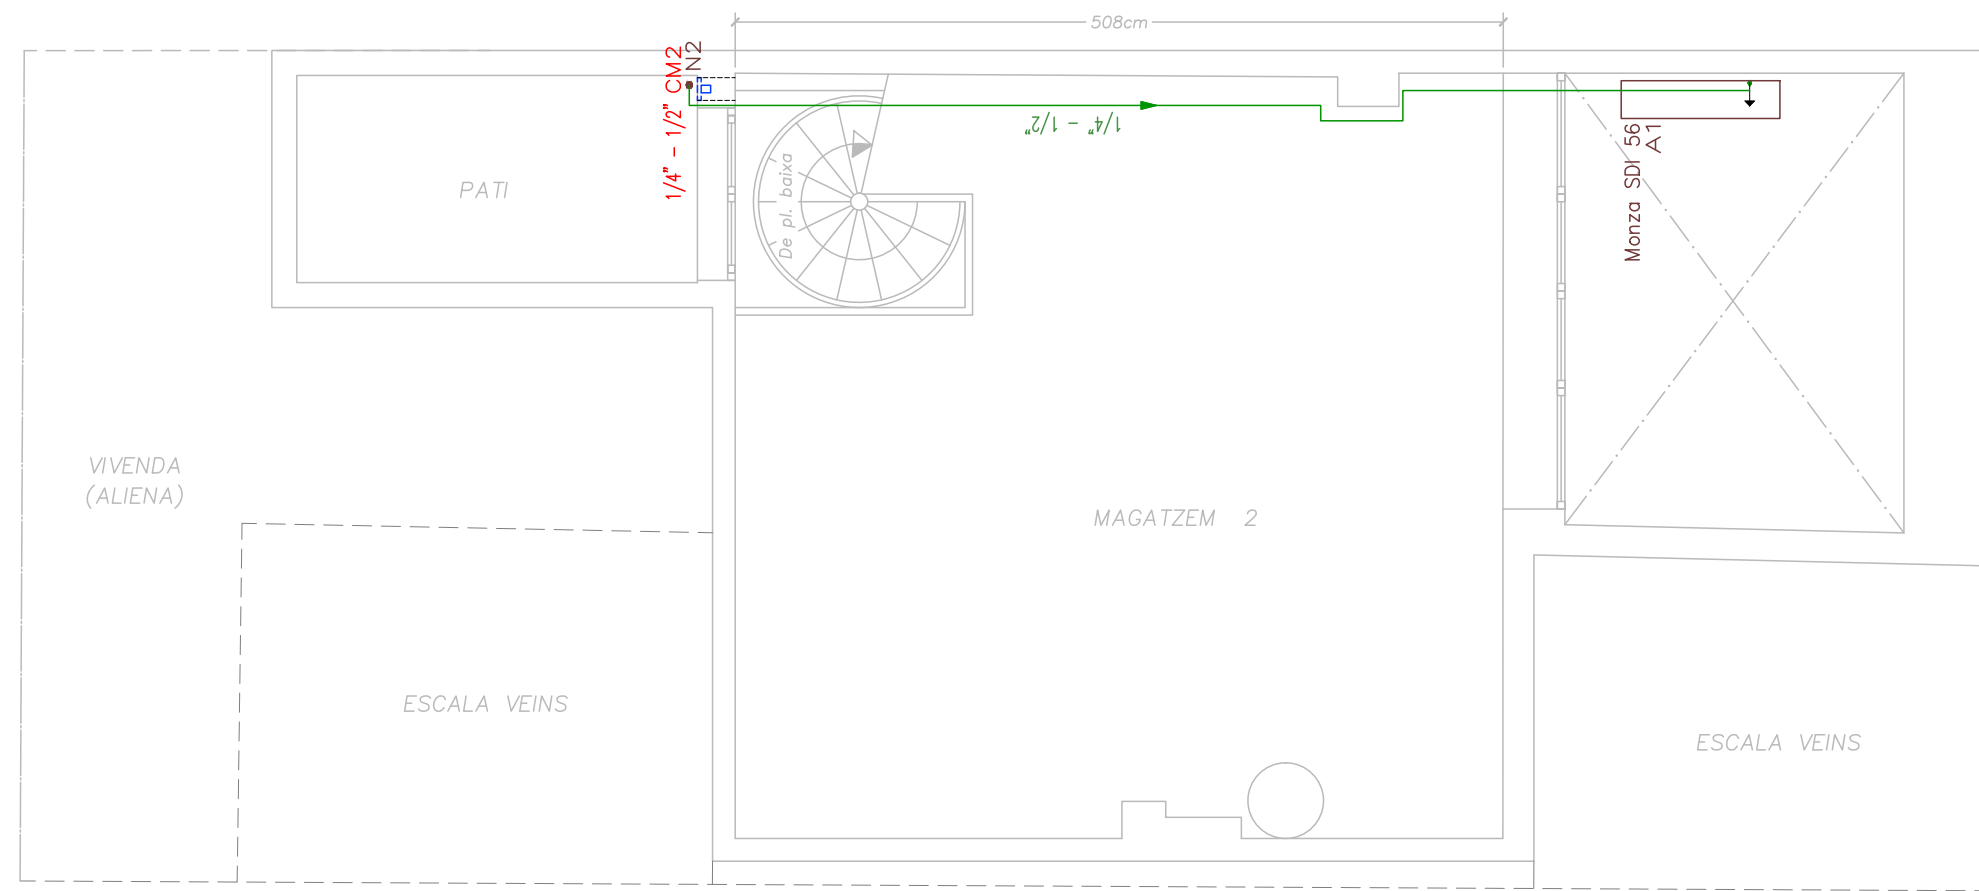 508cm
1/4" - 1/2" CM2
N2
1/4" - 1/2"
PATI
De pl. baixa
Monza SDI 56
A1
VIVENDA
(ALIENA)
MAGATZEM 2
ESCALA VEINS
ESCALA VEINS